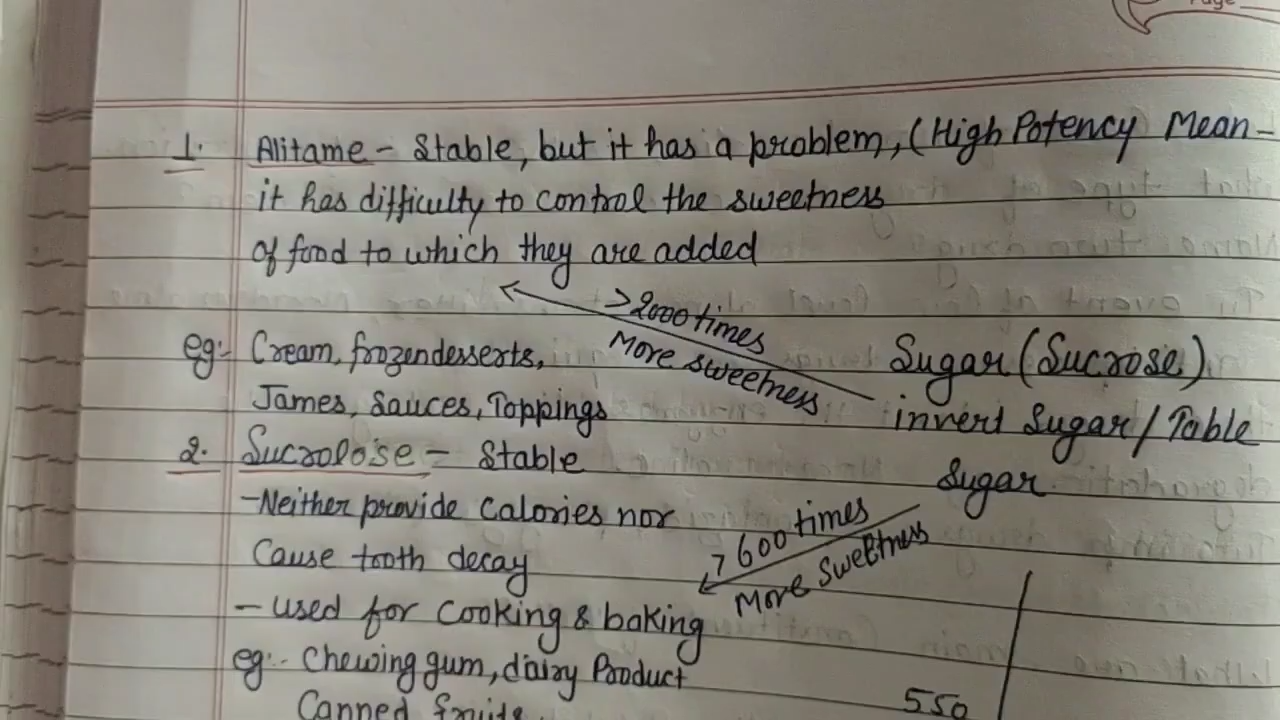 Page
1. Alitame - Stable, but it has a problem, (High Potency Mean-
it has difficulty to control the sweetness
of food to which they are added
>2000 times
More sweetness
Sugar (Sucrose)
invert Sugar / Table
Sugar
eg:- Cream, frozendesserts,
James, Sauces, Toppings
2. Sucrolose - Stable
-Neither provide Calories nor
Cause tooth decay
>600 times
More Sweetness
- used for Cooking & baking
eg:- Chewing gum, dairy Product
Canned fruits.
550